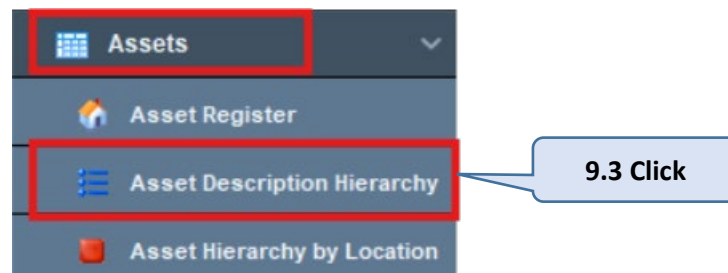 Assets
Asset Register
Asset Description Hierarchy
9.3 Click
Asset Hierarchy by Location